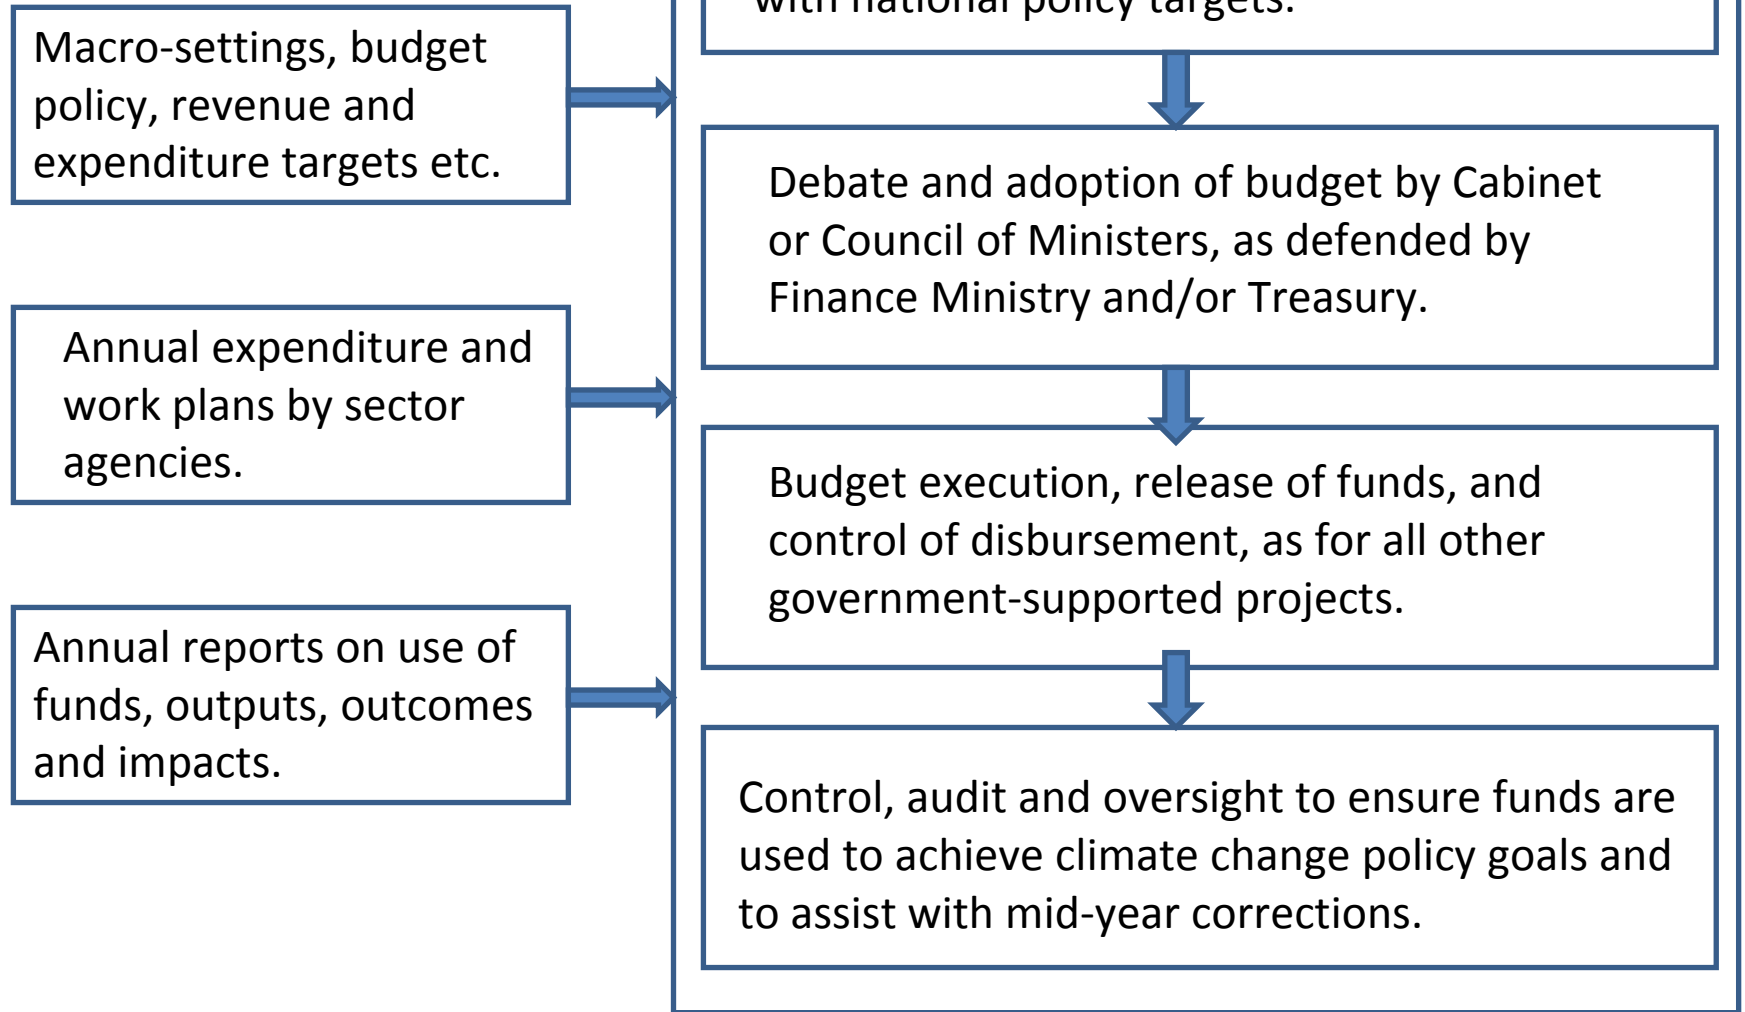 with national policy targets.
Macro-settings, budget
policy, revenue and
expenditure targets etc.
Debate and adoption of budget by Cabinet
or Council of Ministers, as defended by
Finance Ministry and/or Treasury.
Annual expenditure and
work plans by sector
agencies.
Budget execution, release of funds, and
control of disbursement, as for all other
government-supported projects.
Annual reports on use of
funds, outputs, outcomes
and impacts.
Control, audit and oversight to ensure funds are
used to achieve climate change policy goals and
to assist with mid-year corrections.